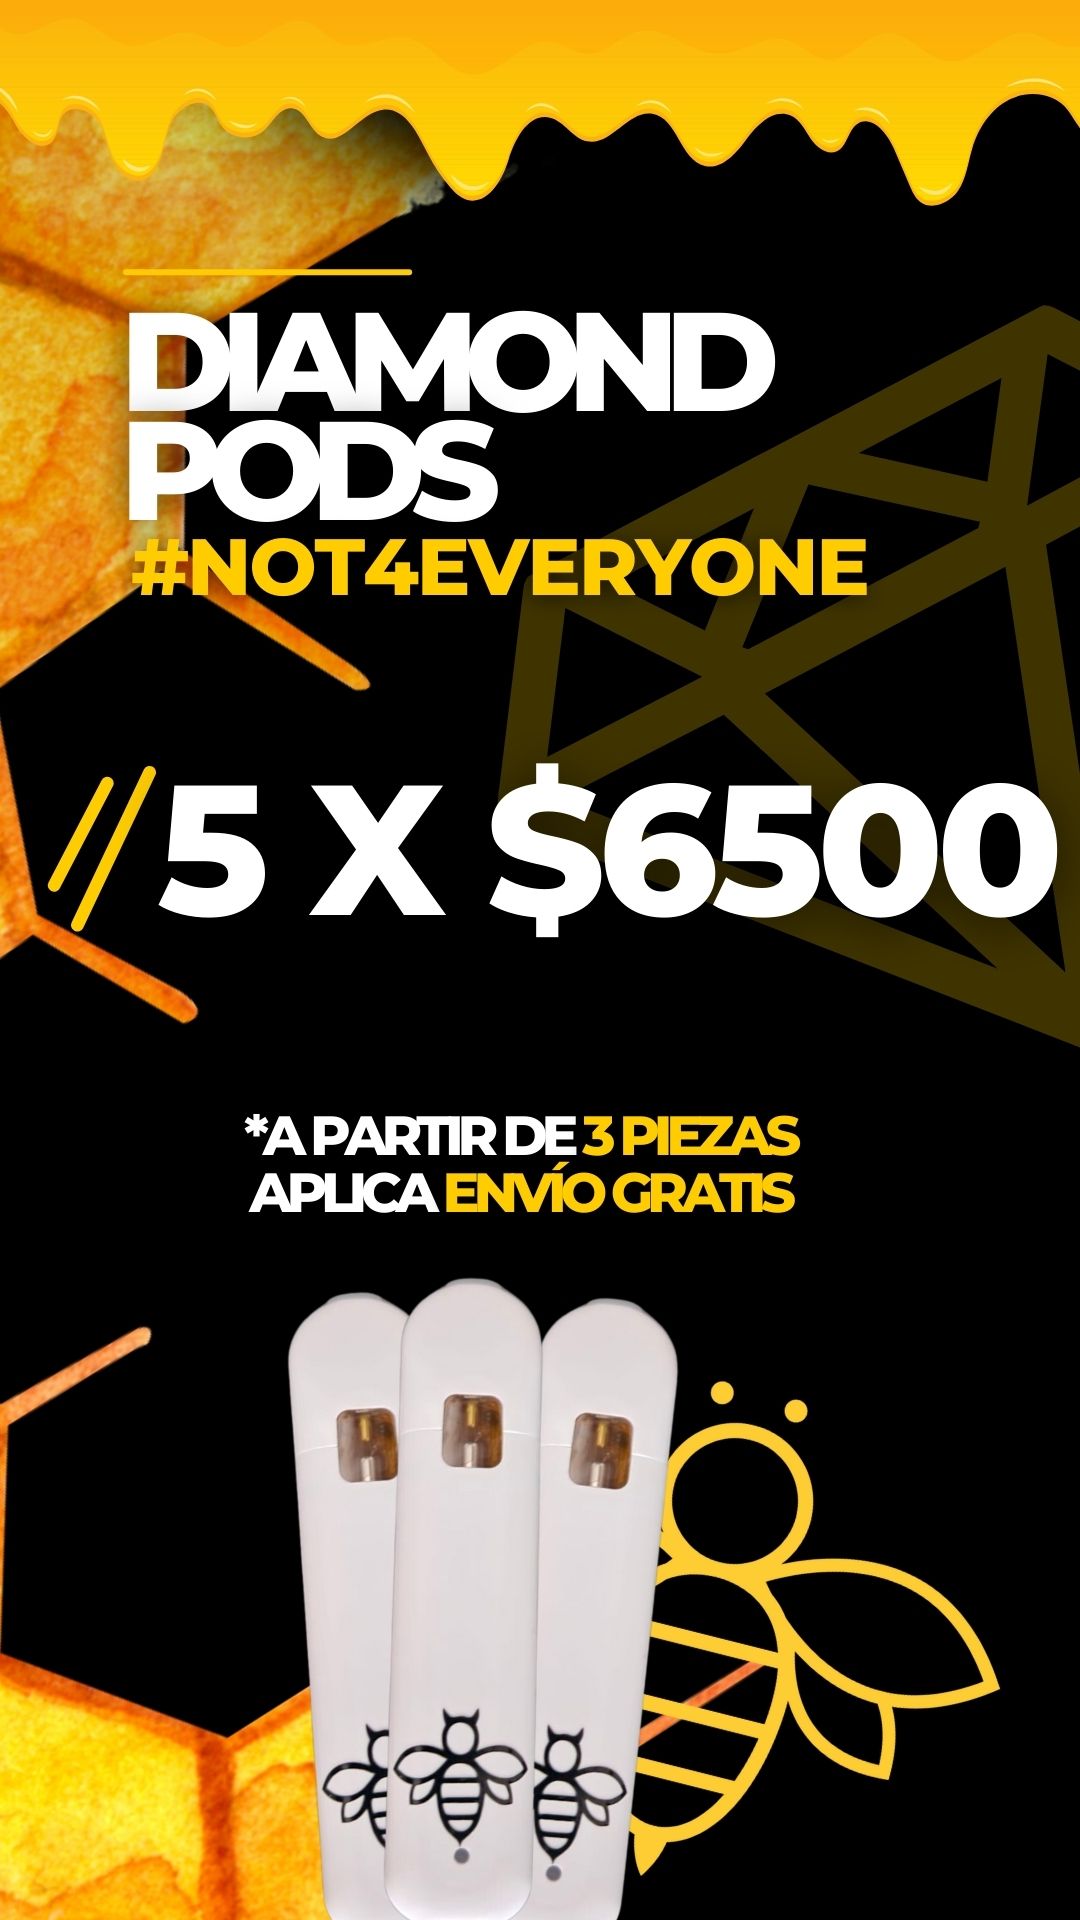 DIAMOND
PODS
#NOT4EVERYONE
5 X $6500
*A PARTIR DE 3 PIEZAS
APLICA ENVÍO GRATIS